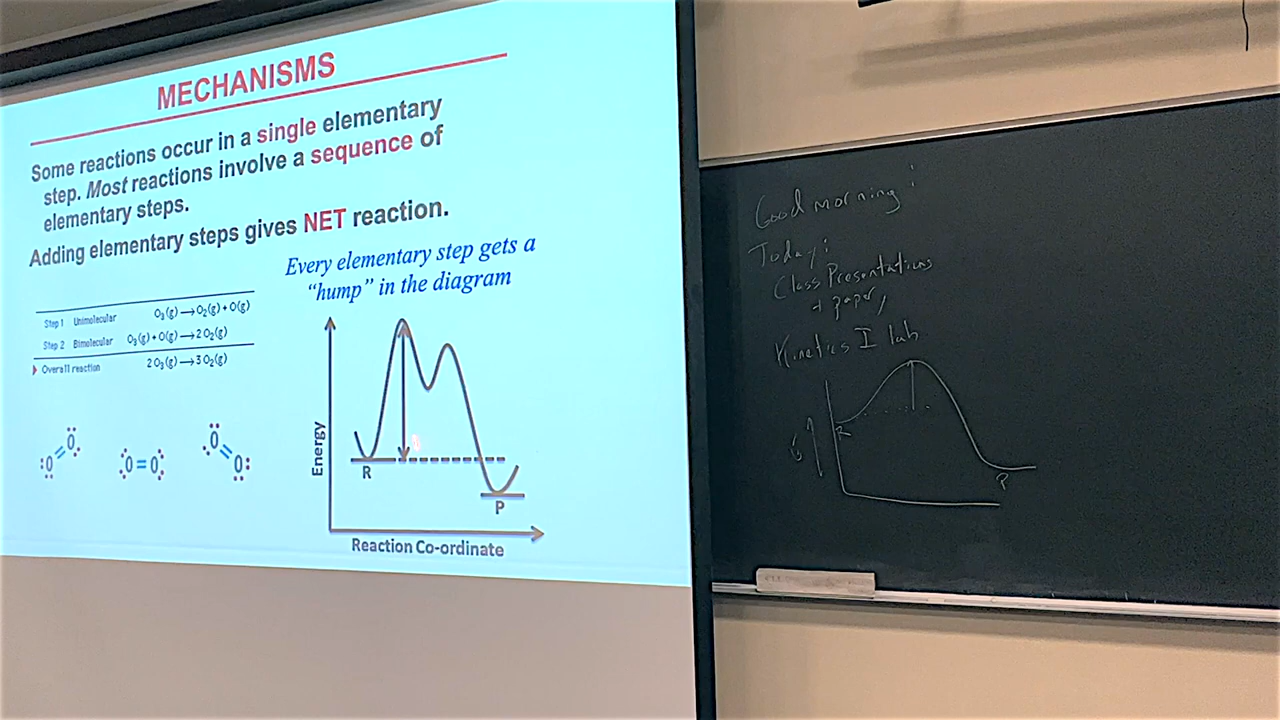 MECHANISMS
Some reactions occur in a single elementary
step. Most reactions involve a sequence of
elementary steps.
Adding elementary steps gives NET reaction.
Every elementary step gets a
“hump” in the diagram
Step 1 Unimolecular O₃(g) → O₂(g) + O(g)
Step 2 Bimolecular O₃(g) + O(g) → 2 O₂(g)
Overall reaction 2 O₃(g) → 3 O₂(g)
:O=O:
:O=O:
:O=O:
Energy
R
P
Reaction Co-ordinate
Good morning!
Today:
Class Presentations
+ paper,
Kinetics I lab
R
P